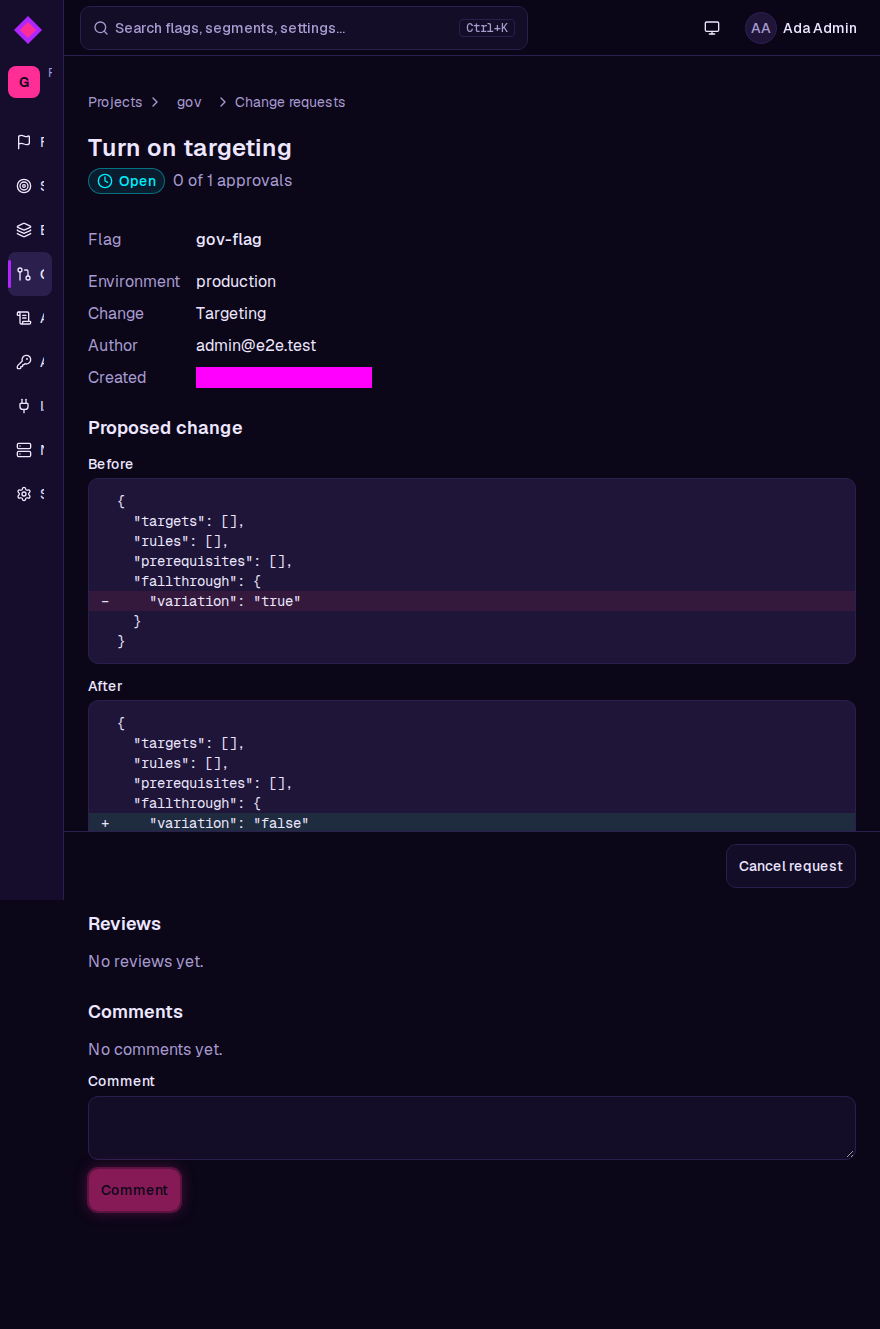 Search flags, segments, settings...
Ctrl+K
AA
Ada Admin
G
Projects
gov
Change requests
Turn on targeting
Open
0 of 1 approvals
Flag
gov-flag
Environment
production
Change
Targeting
Author
admin@e2e.test
Created
Proposed change
Before
{
"targets": [],
"rules": [],
"prerequisites": [],
"fallthrough": {
− "variation": "true"
}
}
After
{
"targets": [],
"rules": [],
"prerequisites": [],
"fallthrough": {
+ "variation": "false"
Cancel request
Reviews
No reviews yet.
Comments
No comments yet.
Comment
Comment